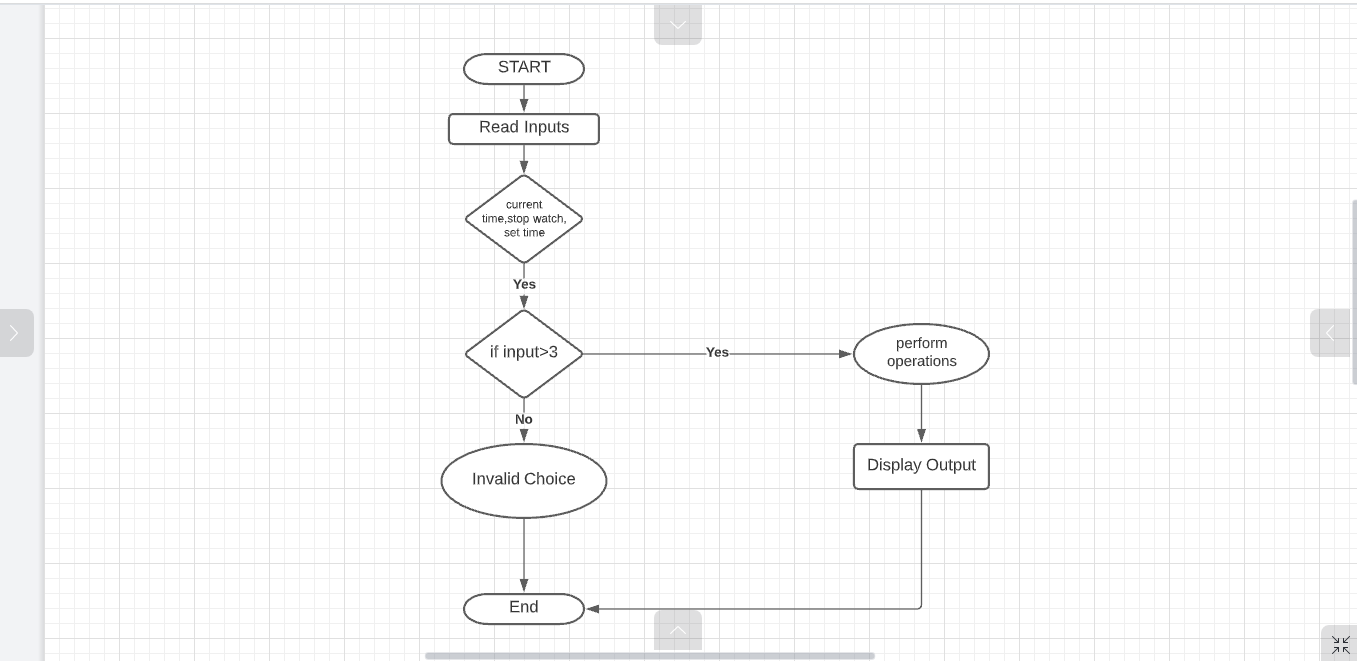 START
Read Inputs
current
time,stop watch,
set time
Yes
if input>3
Yes
perform
operations
No
Invalid Choice
Display Output
End